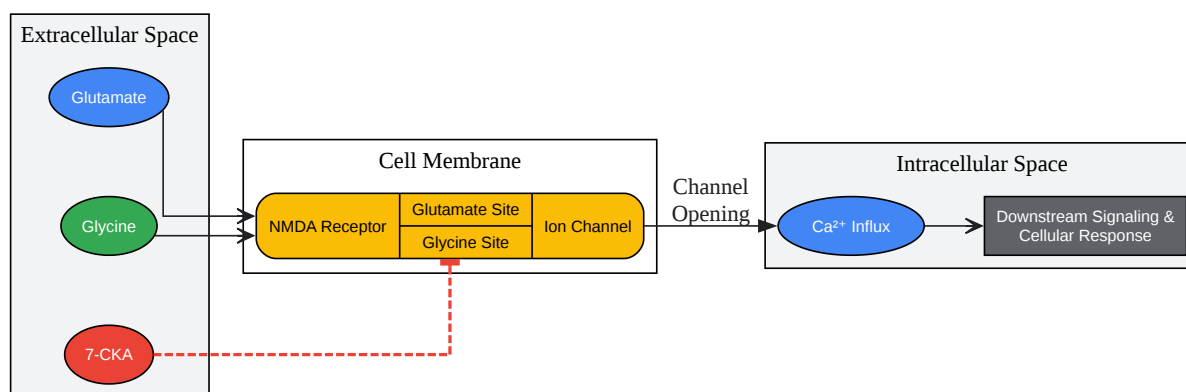 Extracellular Space
Glutamate
Glycine
7-CKA
Cell Membrane
NMDA Receptor
Glutamate Site
Glycine Site
Ion Channel
Channel
Opening
Intracellular Space
Ca²⁺ Influx
Downstream Signaling &
Cellular Response